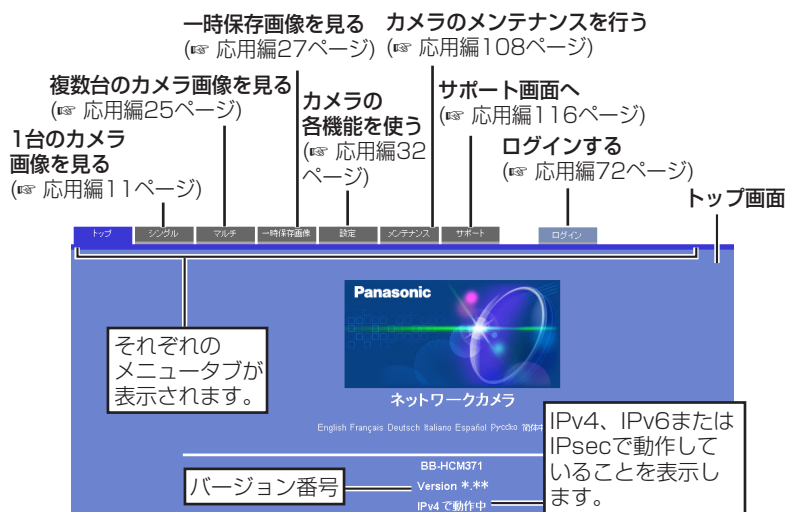 一時保存画像を見る
(☞ 応用編27ページ)
カメラのメンテナンスを行う
(☞ 応用編108ページ)
複数台のカメラ画像を見る
(☞ 応用編25ページ)
カメラの
各機能を使う
(☞ 応用編32
ページ)
サポート画面へ
(☞ 応用編116ページ)
1台のカメラ
画像を見る
(☞ 応用編11ページ)
ログインする
(☞ 応用編72ページ)
トップ画面
トップ
シングル
マルチ
一時保存画像
設定
メンテナンス
サポート
ログイン
Panasonic
それぞれの
メニュータブが
表示されます。
ネットワークカメラ
English Français Deutsch Italiano Español Русско
IPv4、IPv6または
IPsecで動作して
いることを表示し
ます。
BB-HCM371
バージョン番号
Version *.**
IPv4 で動作中